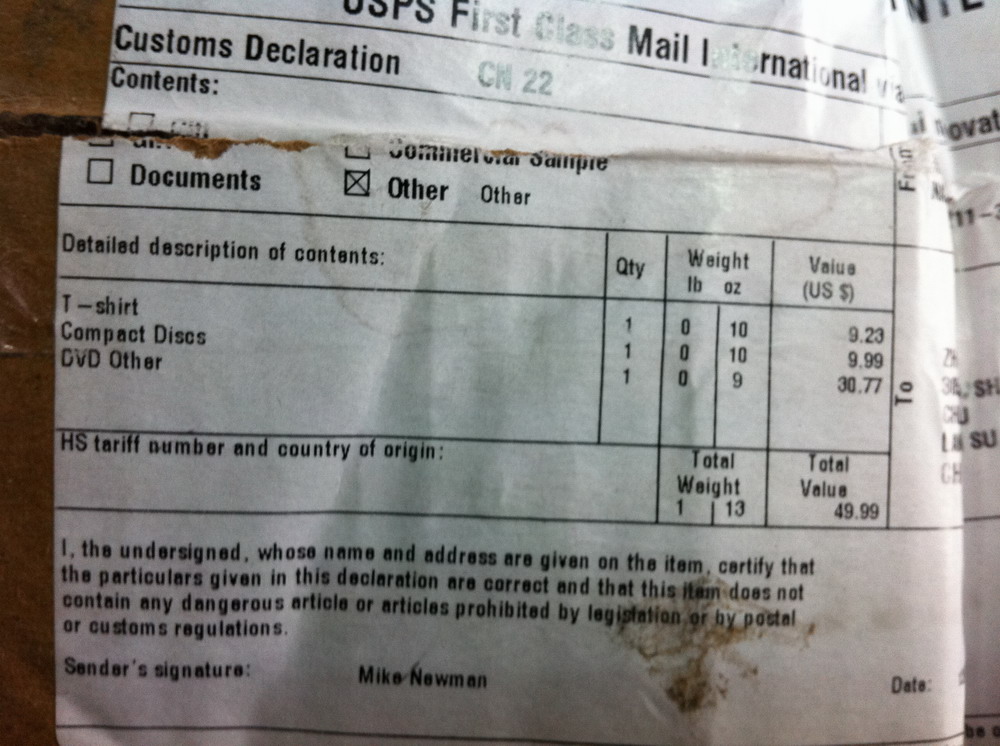 USPS First Class Mail International via
Customs Declaration CN 22
Contents:
Commercial Sample
Documents Other Other
Detailed description of contents: Qty Weight lb oz Value (US $)
T-shirt 1 0 10 9.23
Compact Discs 1 0 10 9.99
DVD Other 1 0 9 30.77
HS tariff number and country of origin: Total Weight 1 13 Total Value 49.99
I, the undersigned, whose name and address are given on the item, certify that
the particulars given in this declaration are correct and that this item does not
contain any dangerous article or articles prohibited by legislation or by postal
or customs regulations.
Sender's signature: Mike Newman
Date:
From
To